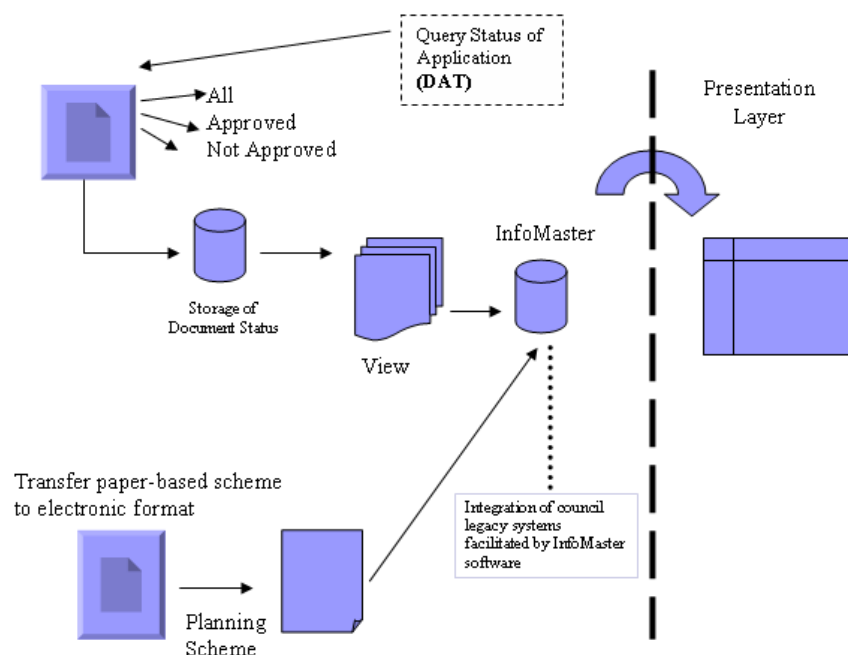 Query Status of
Application
(DAT)
Presentation
Layer
All
Approved
Not Approved
InfoMaster
Storage of
Document Status
View
Transfer paper-based scheme
to electronic format
Integration of council
legacy systems
facilitated by InfoMaster
software
Planning
Scheme